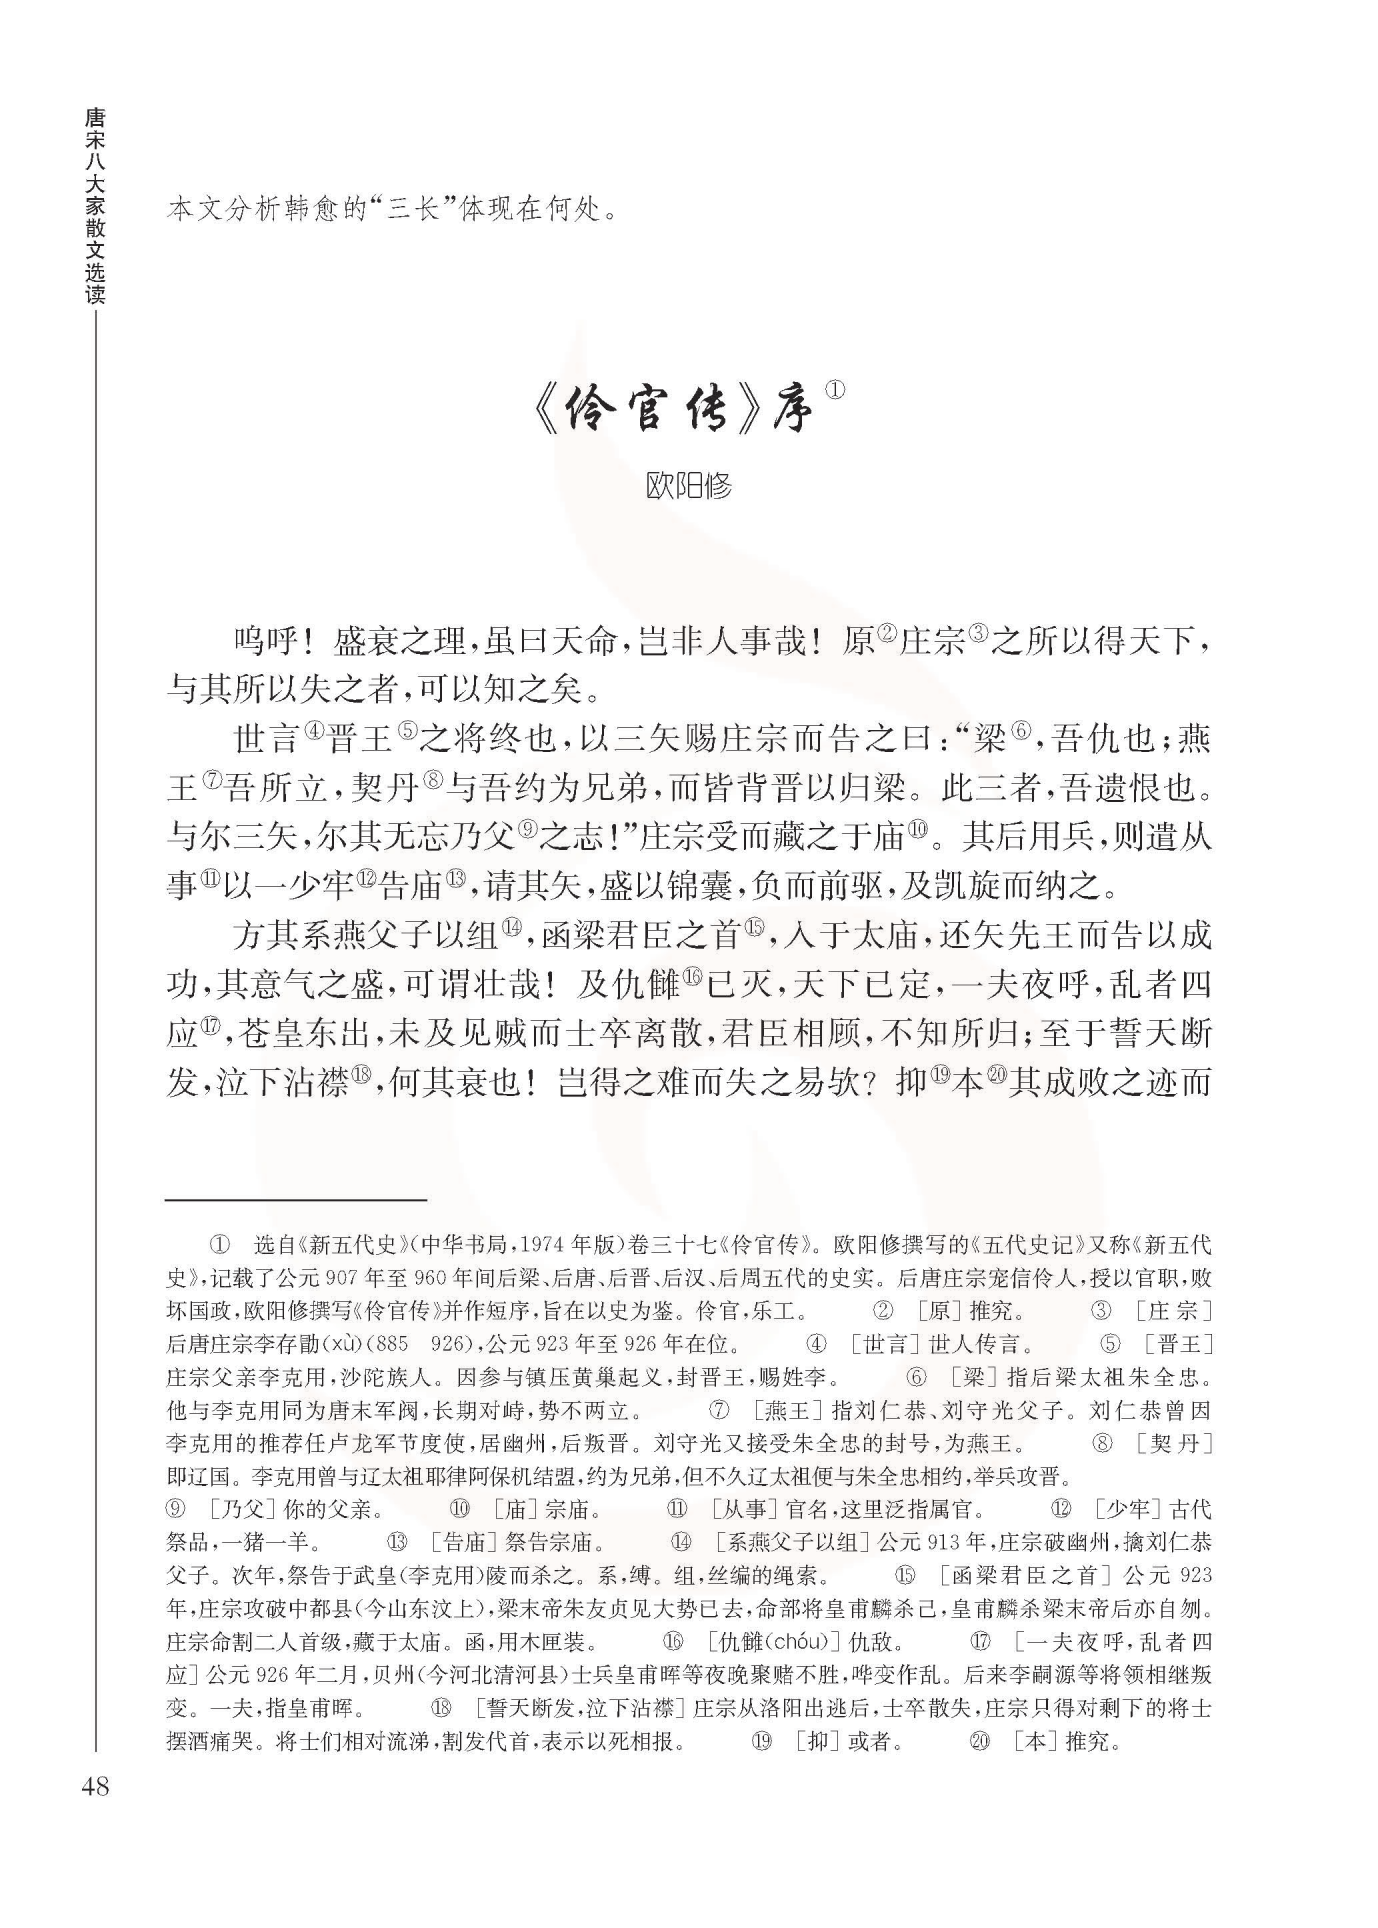 唐宋八大家散文选读
本文分析韩愈的“三长”体现在何处。
《伶官传》序①
欧阳修
呜呼！盛衰之理，虽曰天命，岂非人事哉！原②庄宗③之所以得天下，
与其所以失之者，可以知之矣。
世言④晋王⑤之将终也，以三矢赐庄宗而告之曰：“梁⑥，吾仇也；燕
王⑦吾所立，契丹⑧与吾约为兄弟，而皆背晋以归梁。此三者，吾遗恨也。
与尔三矢，尔其无忘乃父⑨之志！”庄宗受而藏之于庙⑩。其后用兵，则遣从
事⑪以一少牢⑫告庙⑬，请其矢，盛以锦囊，负而前驱，及凯旋而纳之。
方其系燕父子以组⑭，函梁君臣之首⑮，入于太庙，还矢先王而告以成
功，其意气之盛，可谓壮哉！及仇雠⑯已灭，天下已定，一夫夜呼，乱者四
应⑰，苍皇东出，未及见贼而士卒离散，君臣相顾，不知所归；至于誓天断
发，泣下沾襟⑱，何其衰也！岂得之难而失之易欤？抑⑲本⑳其成败之迹而
① 选自《新五代史》（中华书局，1974年版）卷三十七《伶官传》。欧阳修撰写的《五代史记》又称《新五代
史》，记载了公元907年至960年间后梁、后唐、后晋、后汉、后周五代的史实。后唐庄宗宠信伶人，授以官职，败
坏国政，欧阳修撰写《伶官传》并作短序，旨在以史为鉴。伶官，乐工。 ② ［原］推究。 ③ ［庄宗］
后唐庄宗李存勖（xù）（885 926），公元923年至926年在位。 ④ ［世言］世人传言。 ⑤ ［晋王］
庄宗父亲李克用，沙陀族人。因参与镇压黄巢起义，封晋王，赐姓李。 ⑥ ［梁］指后梁太祖朱全忠。
他与李克用同为唐末军阀，长期对峙，势不两立。 ⑦ ［燕王］指刘仁恭、刘守光父子。刘仁恭曾因
李克用的推荐任卢龙军节度使，居幽州，后叛晋。刘守光又接受朱全忠的封号，为燕王。 ⑧ ［契丹］
即辽国。李克用曾与辽太祖耶律阿保机结盟，约为兄弟，但不久辽太祖便与朱全忠相约，举兵攻晋。
⑨ ［乃父］你的父亲。 ⑩ ［庙］宗庙。 ⑪ ［从事］官名，这里泛指属官。 ⑫ ［少牢］古代
祭品，一猪一羊。 ⑬ ［告庙］祭告宗庙。 ⑭ ［系燕父子以组］公元913年，庄宗破幽州，擒刘仁恭
父子。次年，祭告于武皇（李克用）陵而杀之。系，缚。组，丝编的绳索。 ⑮ ［函梁君臣之首］公元923
年，庄宗攻破中都县（今山东汶上），梁末帝朱友贞见大势已去，命部将皇甫麟杀己，皇甫麟杀梁末帝后亦自刎。
庄宗命割二人首级，藏于太庙。函，用木匣装。 ⑯ ［仇雠（chóu）］仇敌。 ⑰ ［一夫夜呼，乱者四
应］公元926年二月，贝州（今河北清河县）士兵皇甫晖等夜晚聚赌不胜，哗变作乱。后来李嗣源等将领相继叛
变。一夫，指皇甫晖。 ⑱ ［誓天断发，泣下沾襟］庄宗从洛阳出逃后，士卒散失，庄宗只得对剩下的将士
摆酒痛哭。将士们相对流涕，割发代首，表示以死相报。 ⑲ ［抑］或者。 ⑳ ［本］推究。
48